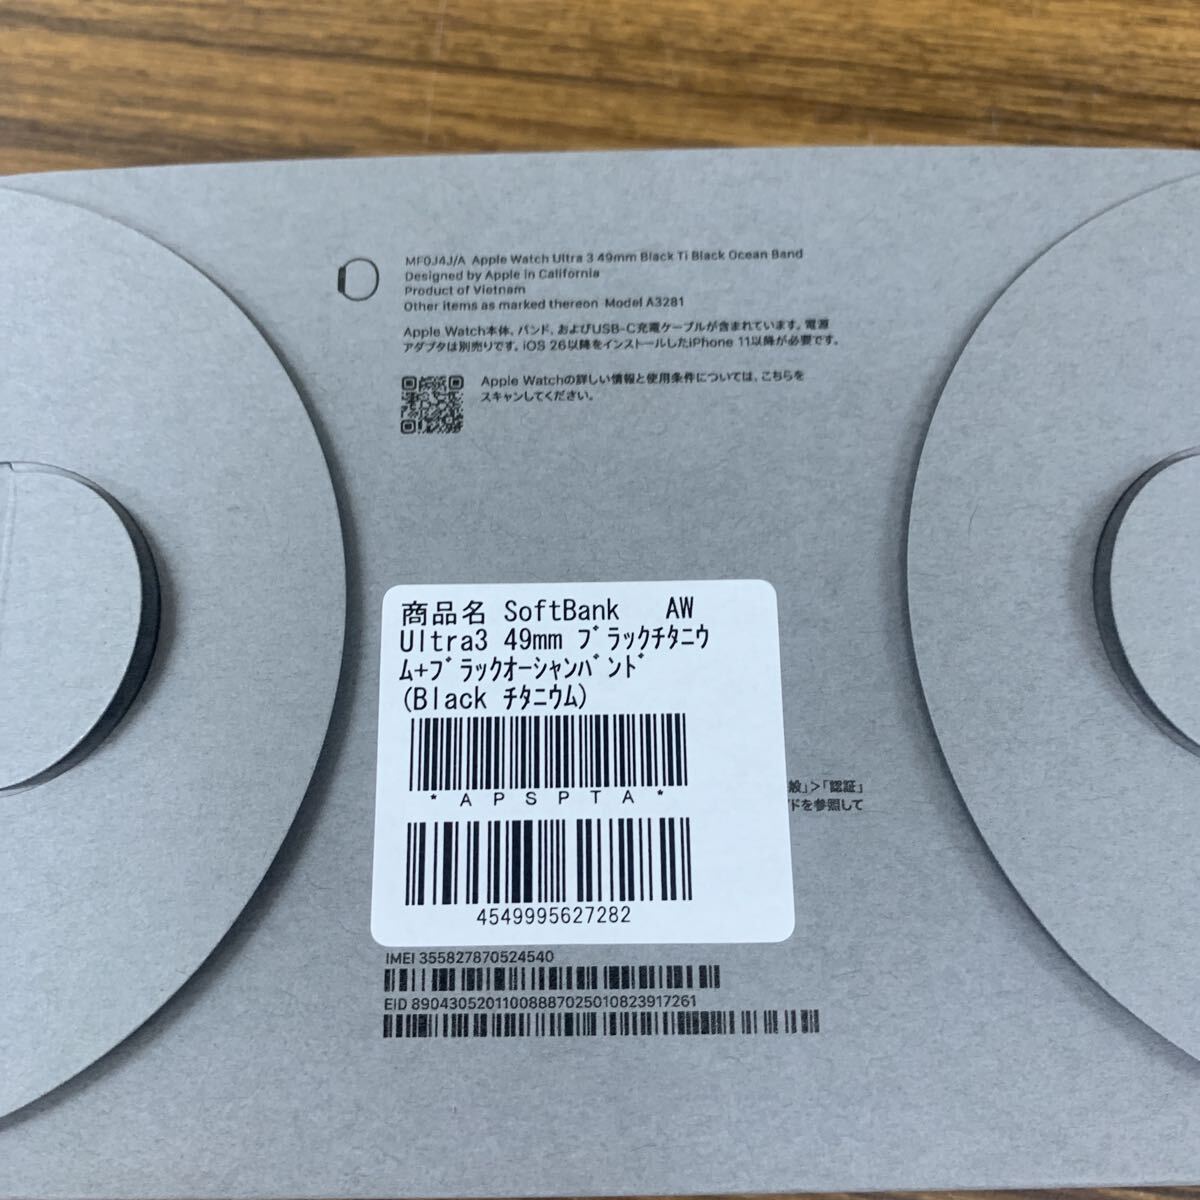 MF0J4J/A Apple Watch Ultra 3 49mm Black Ti Black Ocean Band
Designed by Apple in California
Product of Vietnam
Other items as marked thereon Model A3281
Apple Watch本体、バンド、およびUSB-C充電ケーブルが含まれています。電源
アダプタは別売りです。iOS 26以降をインストールしたiPhone 11以降が必要です。
Apple Watchの詳しい情報と使用条件については、こちらを
スキャンしてください。
商品名 SoftBank AW
Ultra3 49mm ﾌﾞﾗｯｸﾁﾀﾆｳ
ﾑ+ﾌﾞﾗｯｸｵｰｼｬﾝﾊﾞﾝﾄﾞ
(Black ﾁﾀﾆｳﾑ)
*APSPTA*
般」>「認証」
ドを参照して
4549995627282
IMEI 355827870524540
EID 89043052011008887025010823917261